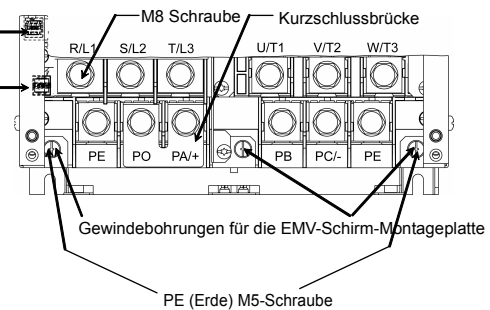 M8 Schraube
Kurzschlussbrücke
R/L1 S/L2 T/L3 U/T1 V/T2 W/T3
PE PO PA/+ PB PC/- PE
Gewindebohrungen für die EMV-Schirm-Montageplatte
PE (Erde) M5-Schraube